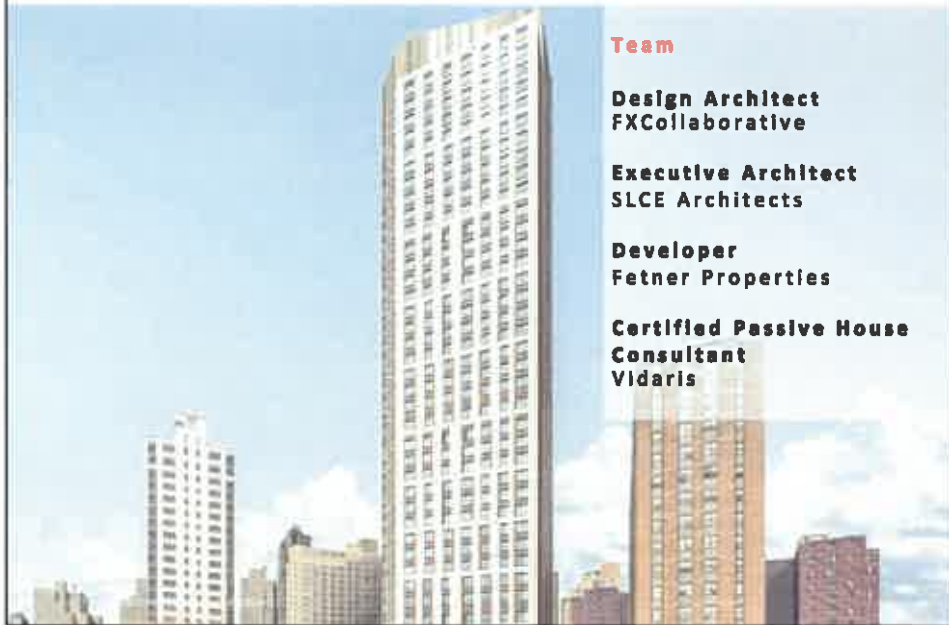 Team
Design Architect
FXCollaborative
Executive Architect
SLCE Architects
Developer
Fetner Properties
Certified Passive House
Consultant
Vidaris